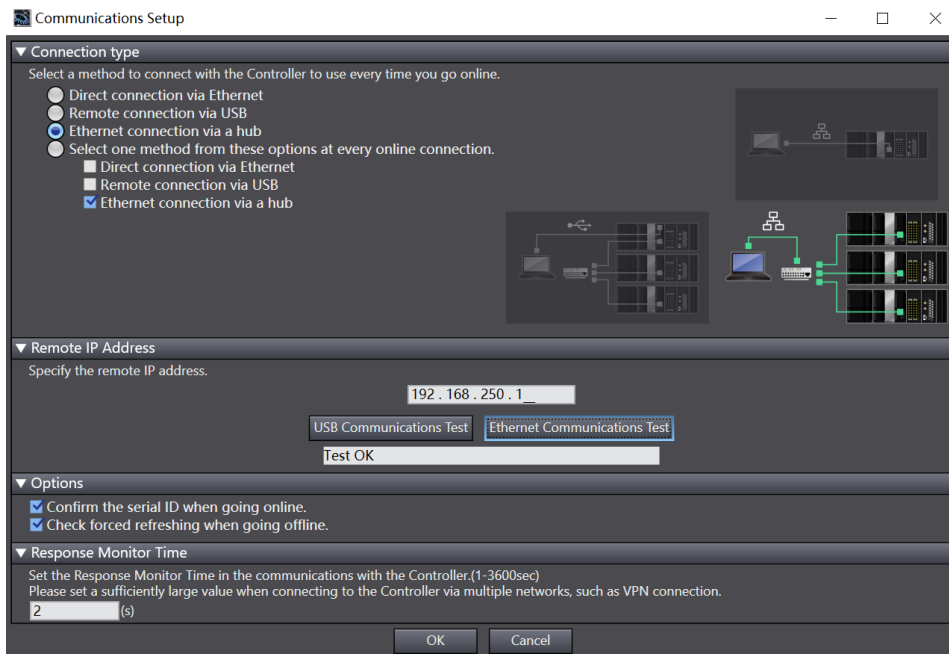 Communications Setup
▼ Connection type
Select a method to connect with the Controller to use every time you go online.
Direct connection via Ethernet
Remote connection via USB
Ethernet connection via a hub
Select one method from these options at every online connection.
Direct connection via Ethernet
Remote connection via USB
Ethernet connection via a hub
▼ Remote IP Address
Specify the remote IP address.
192 . 168 . 250 . 1__
USB Communications Test Ethernet Communications Test
Test OK
▼ Options
Confirm the serial ID when going online.
Check forced refreshing when going offline.
▼ Response Monitor Time
Set the Response Monitor Time in the communications with the Controller.(1-3600sec)
Please set a sufficiently large value when connecting to the Controller via multiple networks, such as VPN connection.
2 (s)
OK Cancel